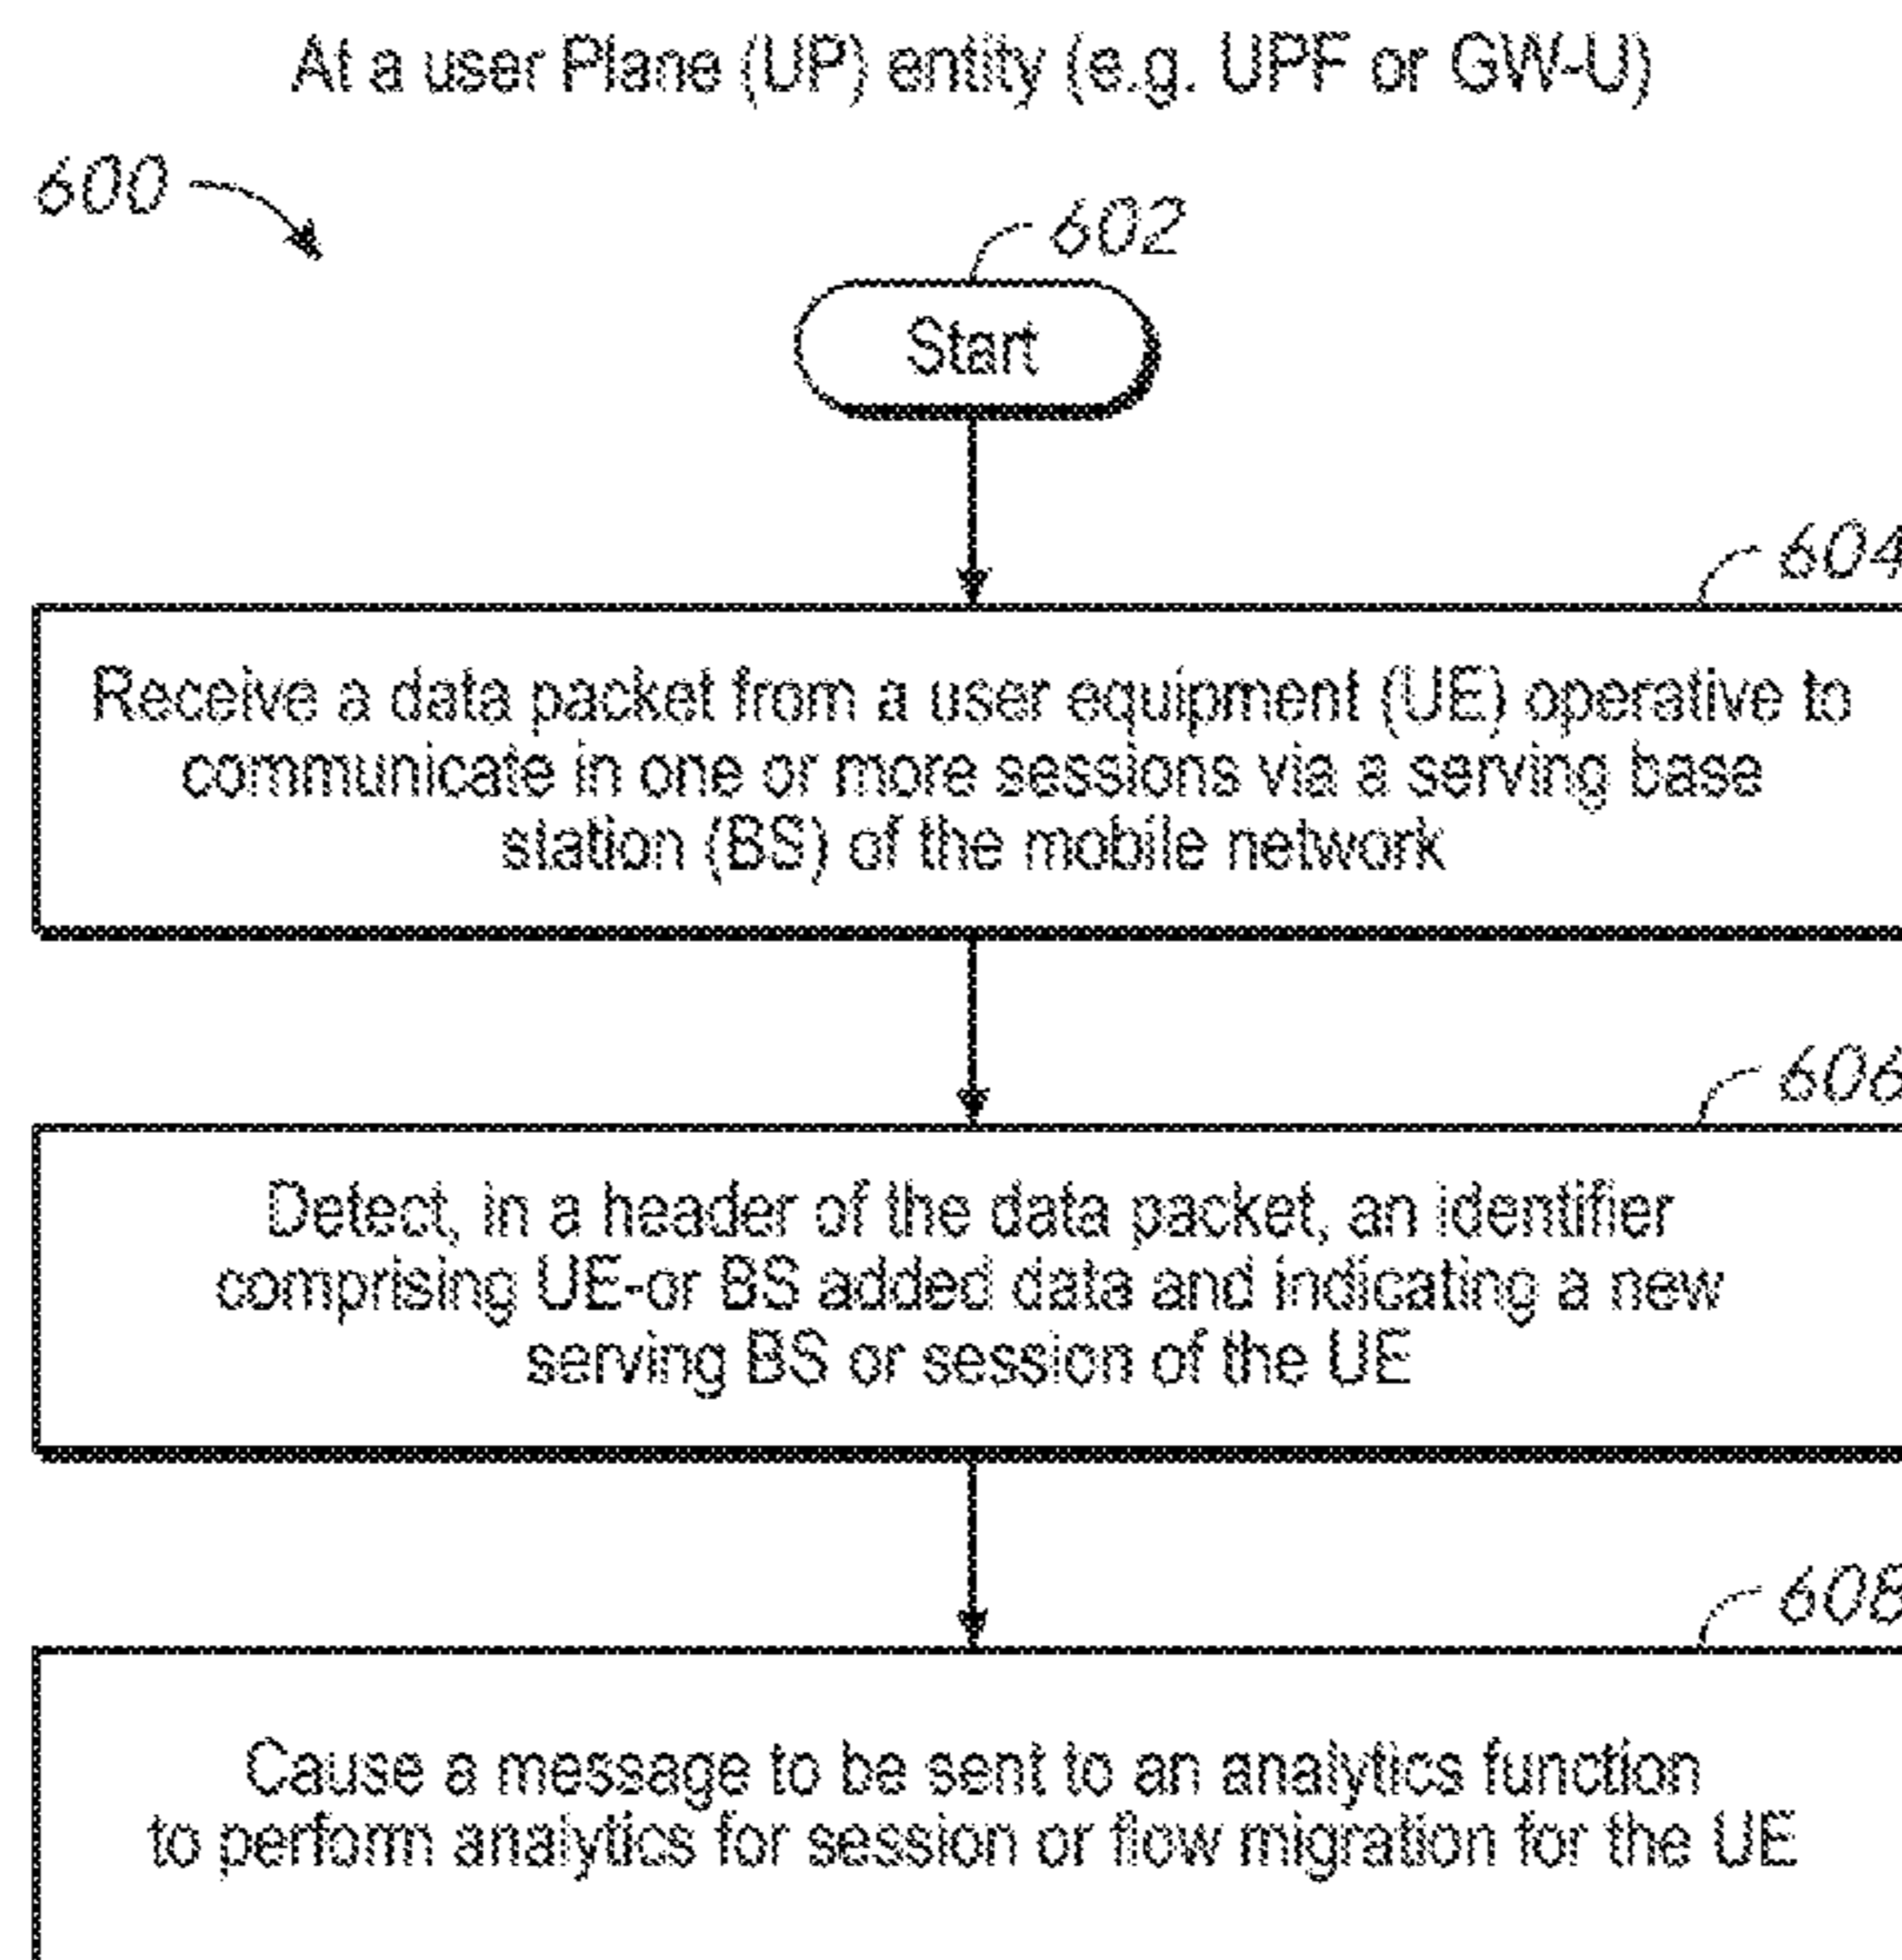 At a user Plane (UP) entity (e.g. UPF or GW-U)
600
602
Start
604
Receive a data packet from a user equipment (UE) operative to
communicate in one or more sessions via a serving base
station (BS) of the mobile network
606
Detect, in a header of the data packet, an identifier
comprising UE-or BS added data and indicating a new
serving BS or session of the UE
608
Cause a message to be sent to an analytics function
to perform analytics for session or flow migration for the UE